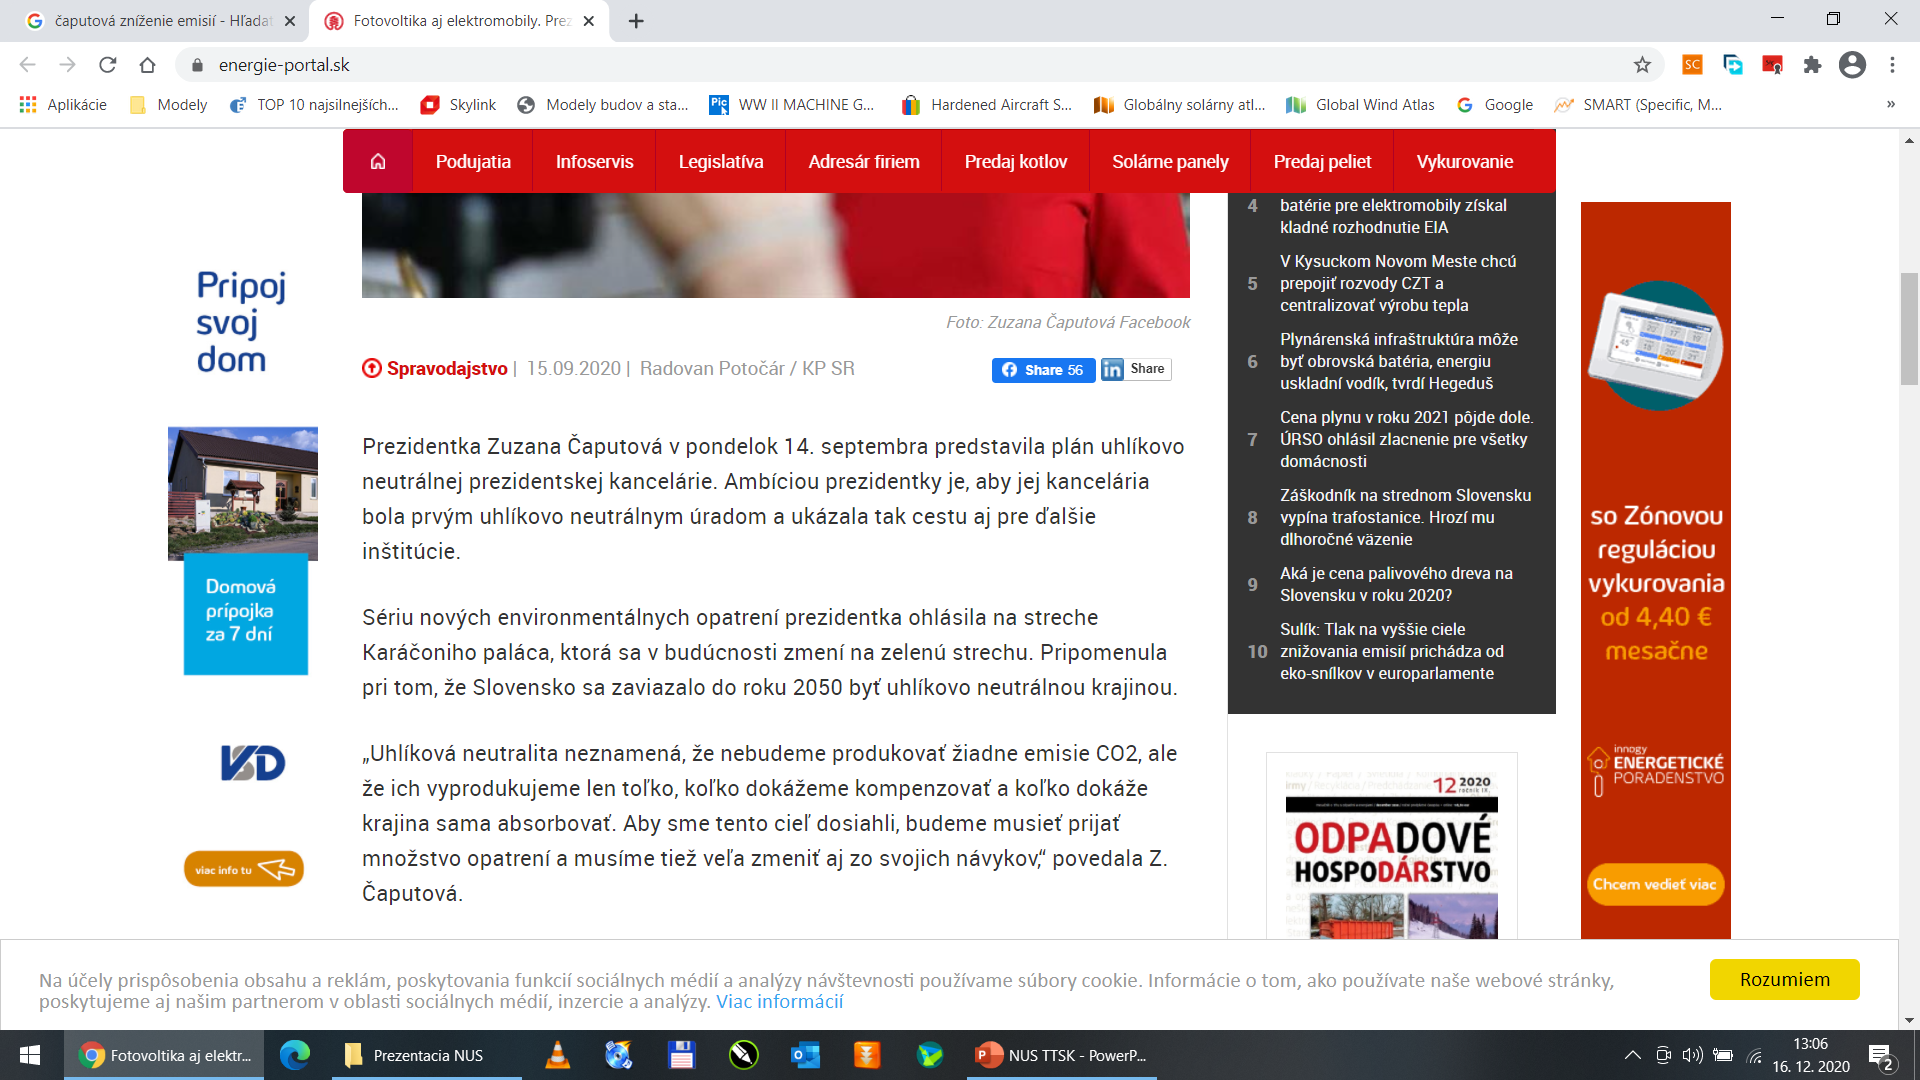 čaputová zníženie emisií - Hľadať
Fotovoltika aj elektromobily. Prez
energie-portal.sk
Aplikácie
Modely
TOP 10 najsilnejších...
Skylink
Modely budov a sta...
WW II MACHINE G...
Hardened Aircraft S...
Globálny solárny atl...
Global Wind Atlas
Google
SMART (Specific, M...
»
Podujatia
Infoservis
Legislatíva
Adresár firiem
Predaj kotlov
Solárne panely
Predaj peliet
Vykurovanie
Pripoj
svoj
dom
Domová
prípojka
za 7 dní
VSD
viac info tu
Foto: Zuzana Čaputová Facebook
Spravodajstvo | 15.09.2020 | Radovan Potočár / KP SR
Share 56
in Share
Prezidentka Zuzana Čaputová v pondelok 14. septembra predstavila plán uhlíkovo
neutrálnej prezidentskej kancelárie. Ambíciou prezidentky je, aby jej kancelária
bola prvým uhlíkovo neutrálnym úradom a ukázala tak cestu aj pre ďalšie
inštitúcie.
Sériu nových environmentálnych opatrení prezidentka ohlásila na streche
Karáčoniho paláca, ktorá sa v budúcnosti zmení na zelenú strechu. Pripomenula
pri tom, že Slovensko sa zaviazalo do roku 2050 byť uhlíkovo neutrálnou krajinou.
„Uhlíková neutralita neznamená, že nebudeme produkovať žiadne emisie CO2, ale
že ich vyprodukujeme len toľko, koľko dokážeme kompenzovať a koľko dokáže
krajina sama absorbovať. Aby sme tento cieľ dosiahli, budeme musieť prijať
množstvo opatrení a musíme tiež veľa zmeniť aj zo svojich návykov,“ povedala Z.
Čaputová.
4 batérie pre elektromobily získal
kladné rozhodnutie EIA
V Kysuckom Novom Meste chcú
5 prepojiť rozvody CZT a
centralizovať výrobu tepla
Plynárenská infraštruktúra môže
6 byť obrovská batéria, energiu
uskladní vodík, tvrdí Hegeduš
Cena plynu v roku 2021 pôjde dole.
7 ÚRSO ohlásil zlacnenie pre všetky
domácnosti
Záškodník na strednom Slovensku
8 vypína trafostanice. Hrozí mu
dlhoročné väzenie
9 Aká je cena palivového dreva na
Slovensku v roku 2020?
Sulík: Tlak na vyššie ciele
10 znižovania emisií prichádza od
eko-snílkov v europarlamente
12 2020
ODPADOVÉ
HOSPODÁRSTVO
so Zónovou
reguláciou
vykurovania
od 4,40 €
mesačne
innogy
ENERGETICKÉ
PORADENSTVO
Chcem vedieť viac
Na účely prispôsobenia obsahu a reklám, poskytovania funkcií sociálnych médií a analýzy návštevnosti používame súbory cookie. Informácie o tom, ako používate naše webové stránky,
poskytujeme aj našim partnerom v oblasti sociálnych médií, inzercie a analýzy. Viac informácií
Rozumiem
Fotovoltika aj elektr...
Prezentacia NUS
NUS TTSK - PowerP...
13:06
16. 12. 2020
2